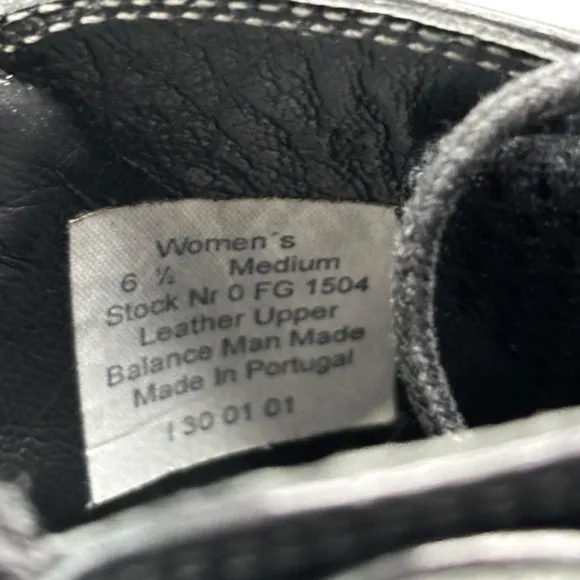 Women´s
6 ½ Medium
Stock Nr 0 FG 1504
Leather Upper
Balance Man Made
Made In Portugal
1 30 01 01